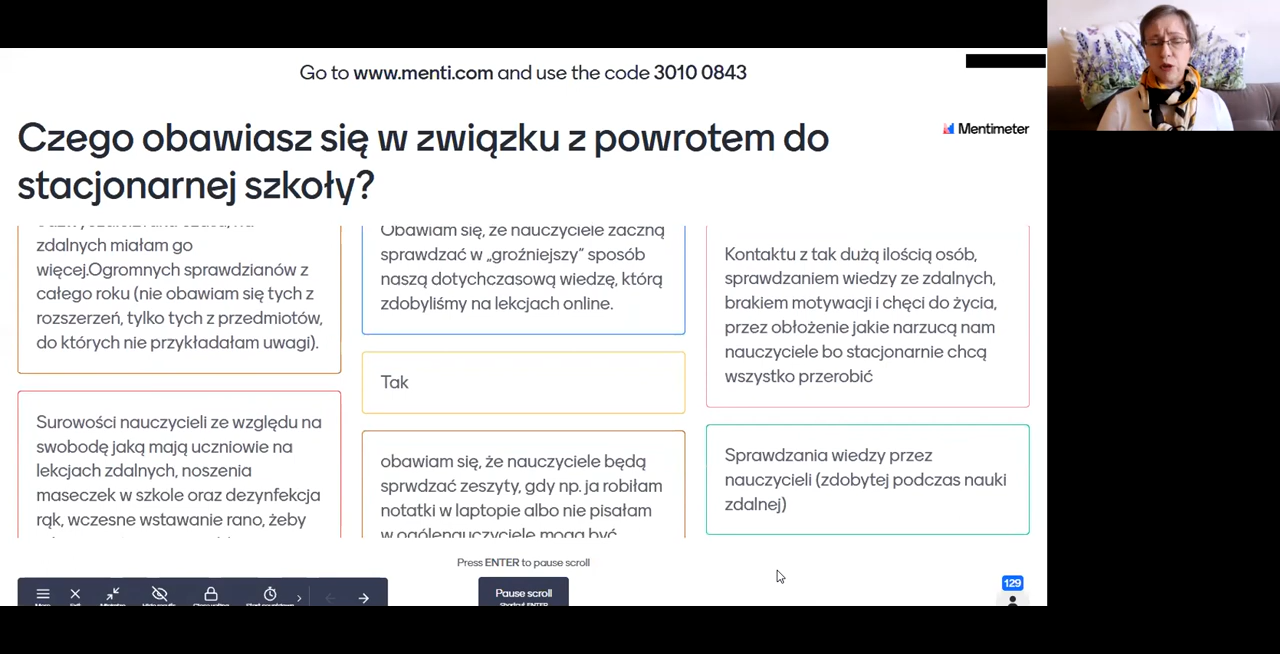 Go to www.menti.com and use the code 3010 0843
Mentimeter
Czego obawiasz się w związku z powrotem do
stacjonarnej szkoły?
zdalnych miałam go
więcej.Ogromnych sprawdzianów z
całego roku (nie obawiam się tych z
rozszerzeń, tylko tych z przedmiotów,
do których nie przykładałam uwagi).
Surowości nauczycieli ze względu na
swobodę jaką mają uczniowie na
lekcjach zdalnych, noszenia
maseczek w szkole oraz dezynfekcja
rąk, wczesne wstawanie rano, żeby
Obawiam się, że nauczyciele zaczną
sprawdzać w „groźniejszy” sposób
naszą dotychczasową wiedzę, którą
zdobyliśmy na lekcjach online.
Tak
obawiam się, że nauczyciele będą
sprwdzać zeszyty, gdy np. ja robiłam
notatki w laptopie albo nie pisałam
w ogólenauczyciele mogą być
Kontaktu z tak dużą ilością osób,
sprawdzaniem wiedzy ze zdalnych,
brakiem motywacji i chęci do życia,
przez obłożenie jakie narzucą nam
nauczyciele bo stacjonarnie chcą
wszystko przerobić
Sprawdzania wiedzy przez
nauczycieli (zdobytej podczas nauki
zdalnej)
Press ENTER to pause scroll
Pause scroll
Shortcut ENTER
129